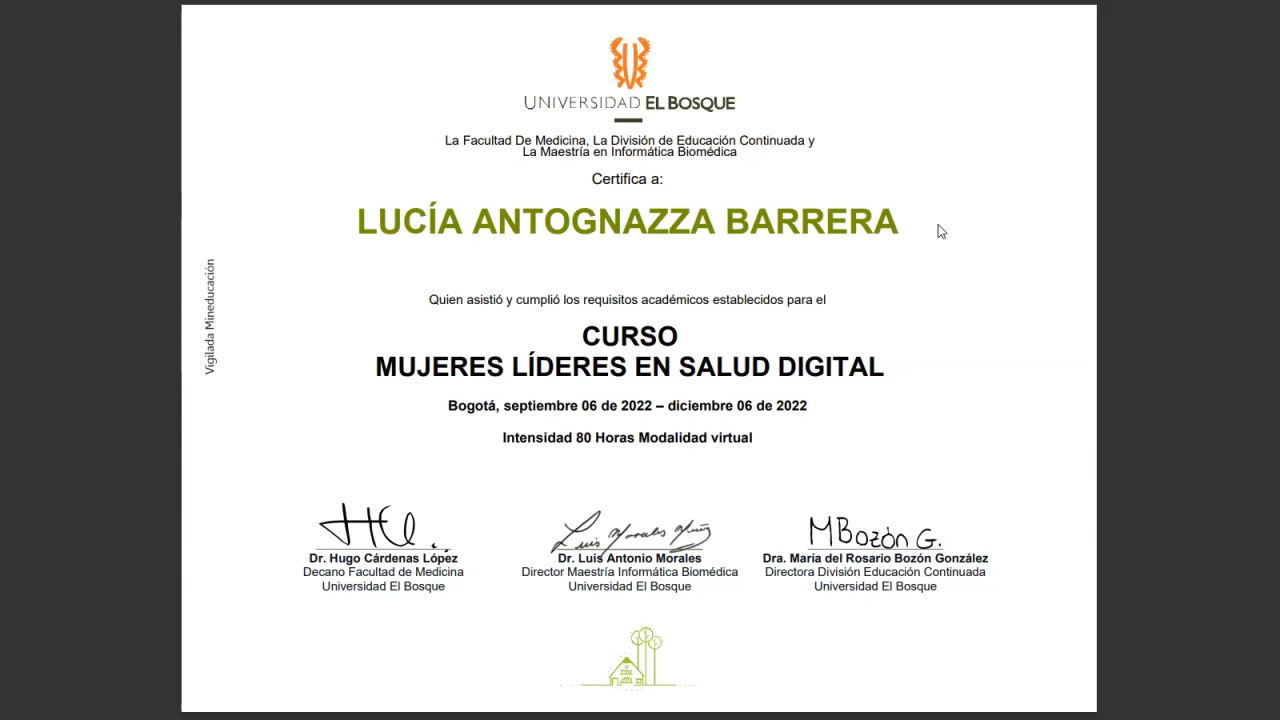 UNIVERSIDAD EL BOSQUE
La Facultad De Medicina, La División de Educación Continuada y
La Maestría en Informática Biomédica
Certifica a:
LUCÍA ANTOGNAZZA BARRERA
Vigilada Mineducación
Quien asistió y cumplió los requisitos académicos establecidos para el
CURSO
MUJERES LÍDERES EN SALUD DIGITAL
Bogotá, septiembre 06 de 2022 – diciembre 06 de 2022
Intensidad 80 Horas Modalidad virtual
Luis Morales
MBozón G.
Dr. Hugo Cárdenas López
Decano Facultad de Medicina
Universidad El Bosque
Dr. Luis Antonio Morales
Director Maestría Informática Biomédica
Universidad El Bosque
Dra. María del Rosario Bozón González
Directora División Educación Continuada
Universidad El Bosque